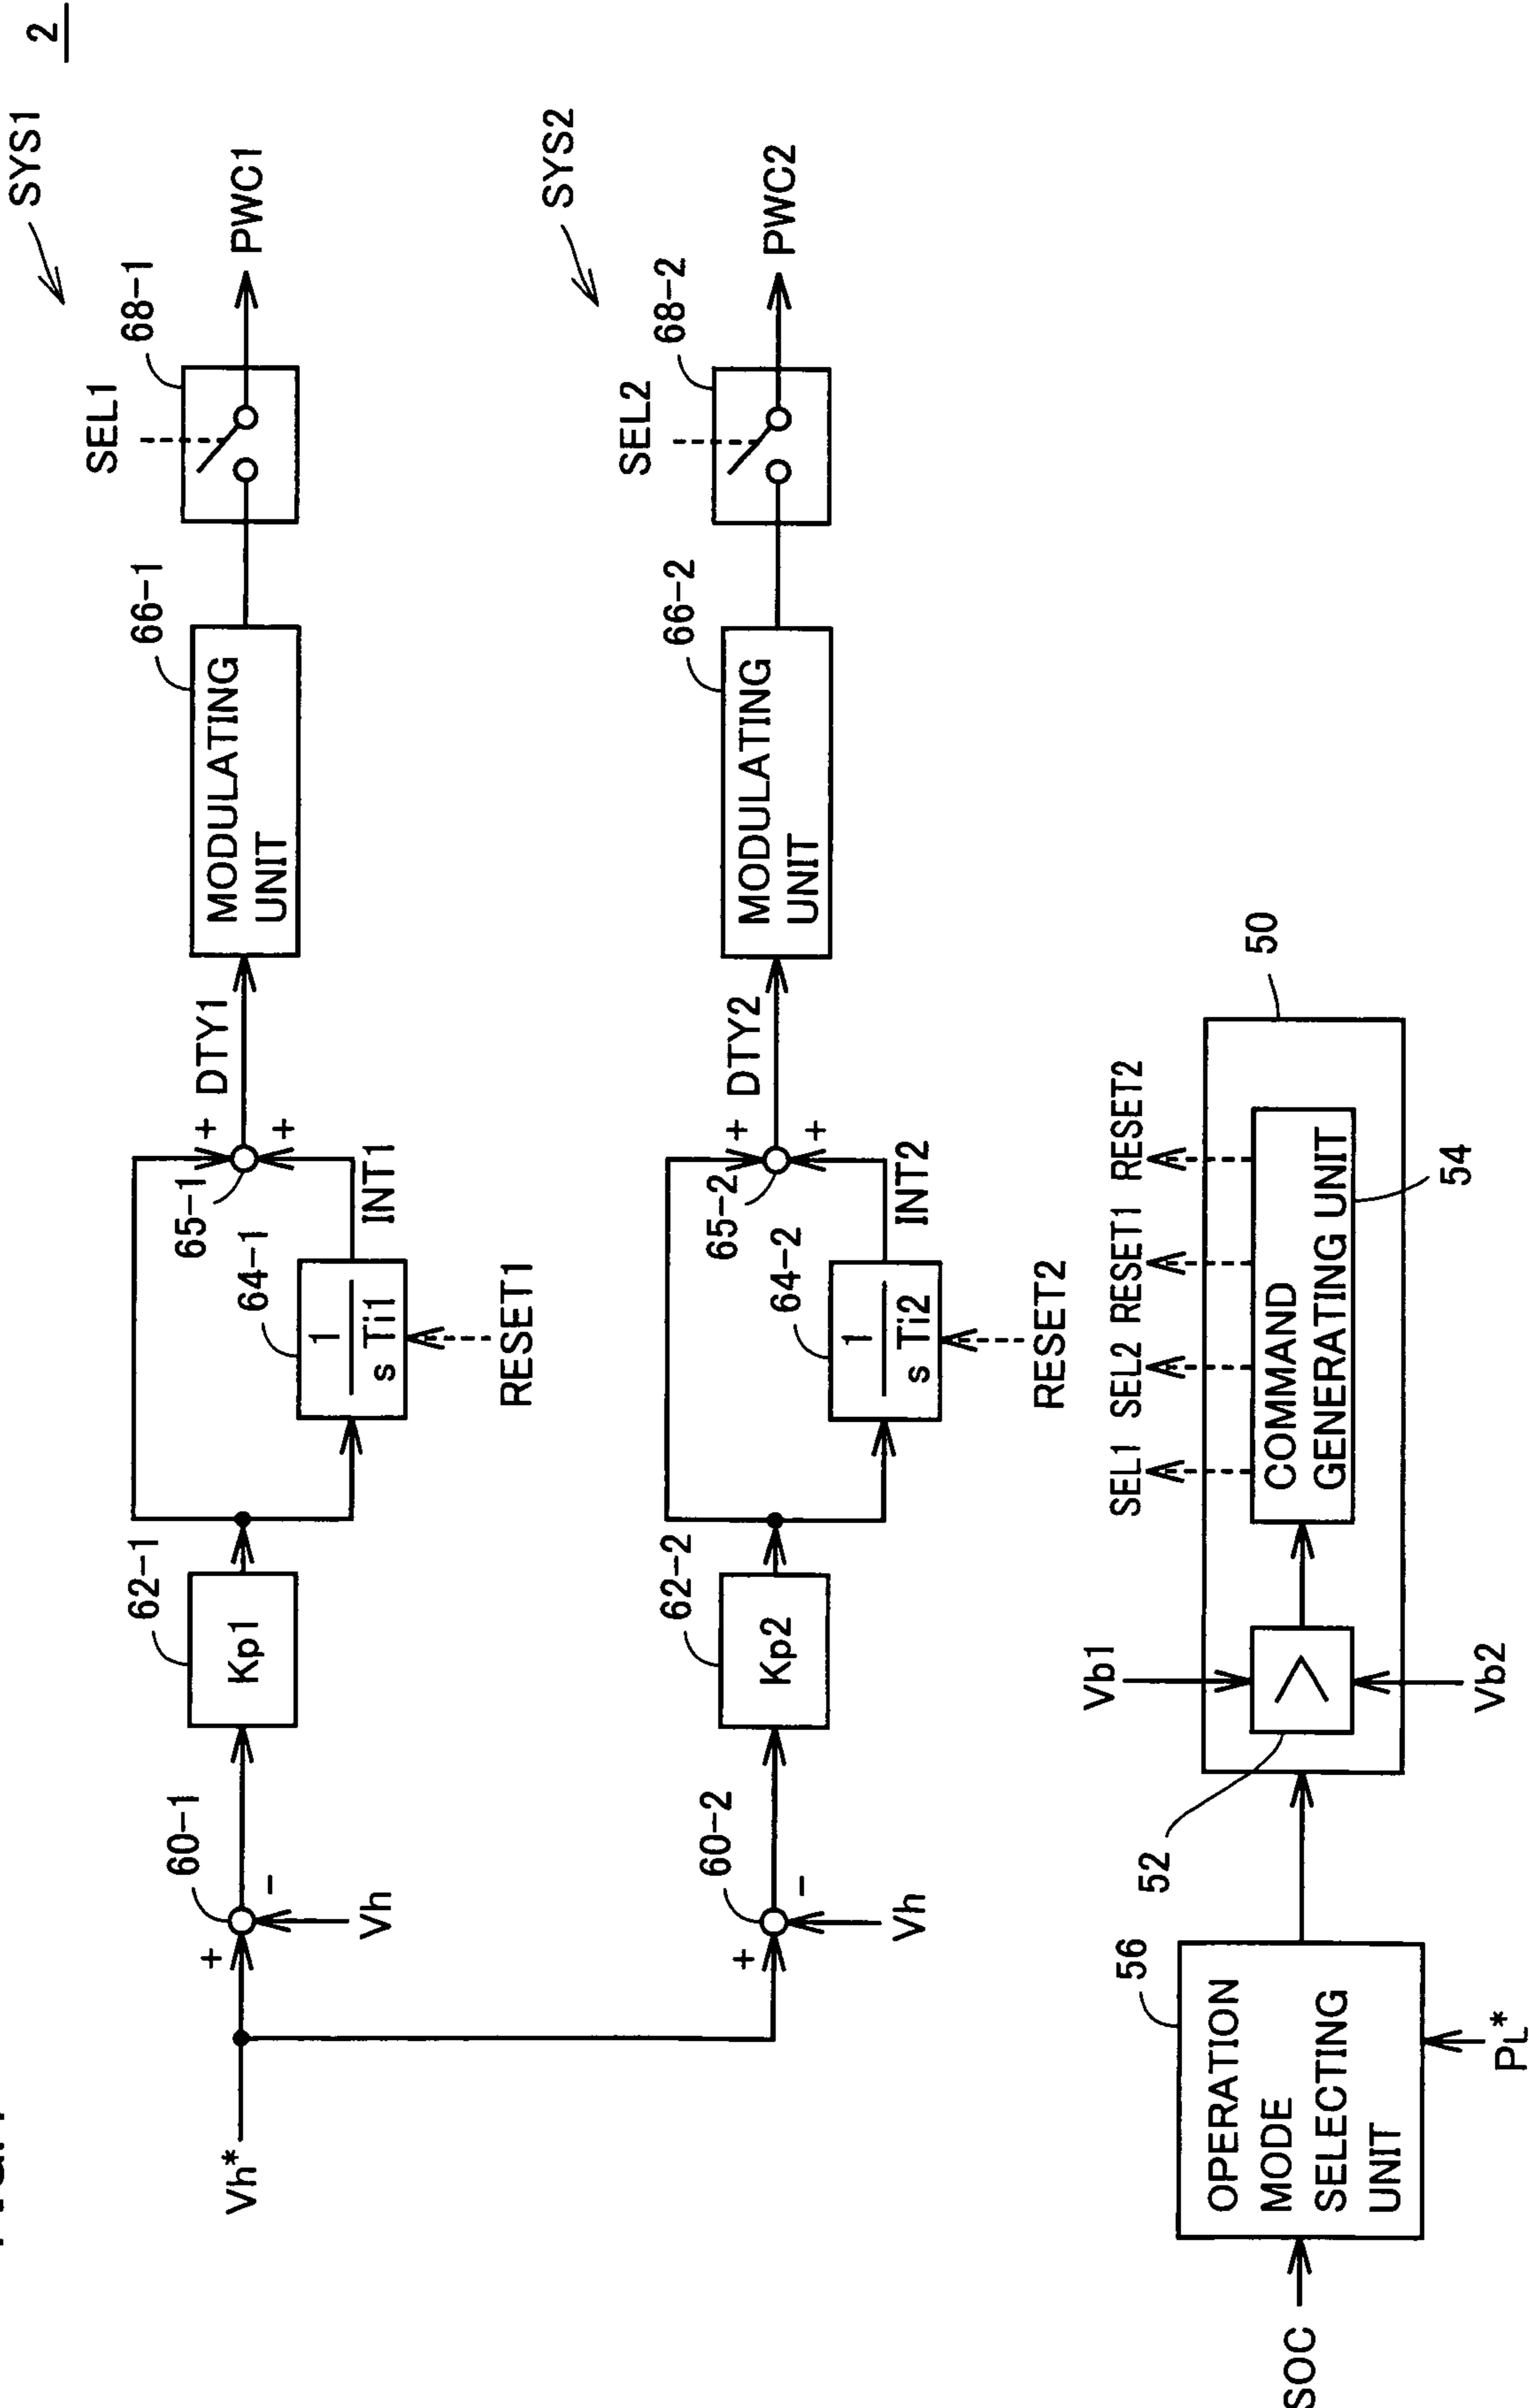 2
SYS1
Vh*
+
60-1
-
Vh
62-1
Kp1
64-1
1
s Ti1
RESET1
INT1
65-1
+
+
DTY1
66-1
MODULATING
UNIT
SEL1
68-1
PWC1
SYS2
+
60-2
-
Vh
62-2
Kp2
64-2
1
s Ti2
RESET2
INT2
65-2
+
+
DTY2
66-2
MODULATING
UNIT
SEL2
68-2
PWC2
SOC
56
OPERATION
MODE
SELECTING
UNIT
PL*
52
Vb1
Vb2
SEL1 SEL2 RESET1 RESET2
COMMAND
GENERATING UNIT
54
50